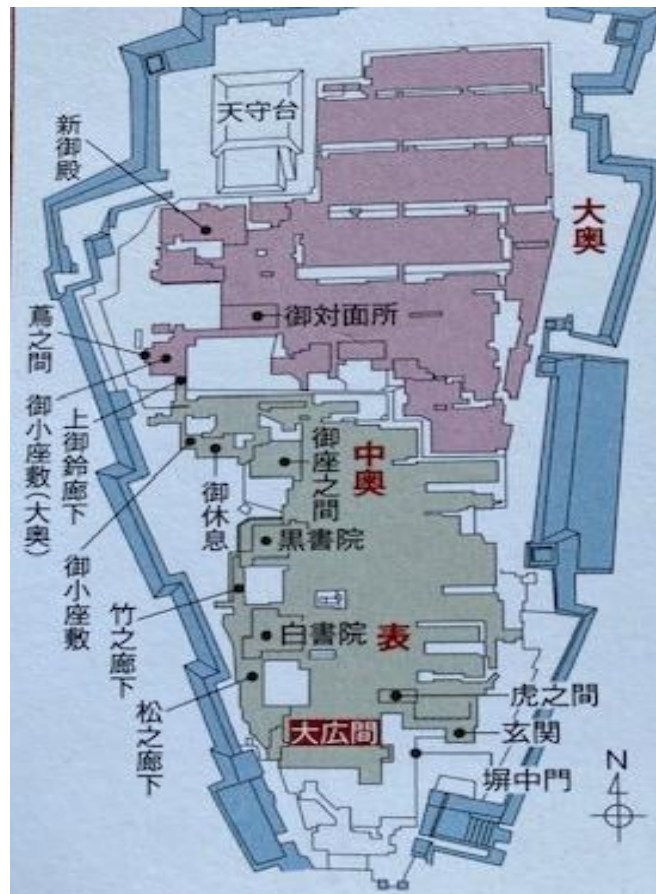 天守台
新御殿
大奥
御対面所
蔦之間
御小座敷(大奥)
上御鈴廊下
御小座敷
御休息
御座之間
中奥
黒書院
竹之廊下
白書院
表
松之廊下
虎之間
大広間
玄関
塀中門
N